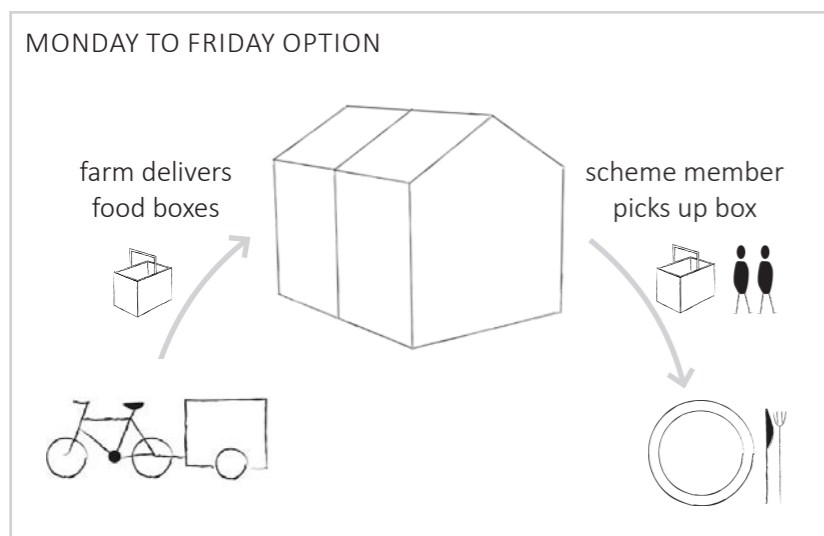 MONDAY TO FRIDAY OPTION
farm delivers
food boxes
scheme member
picks up box